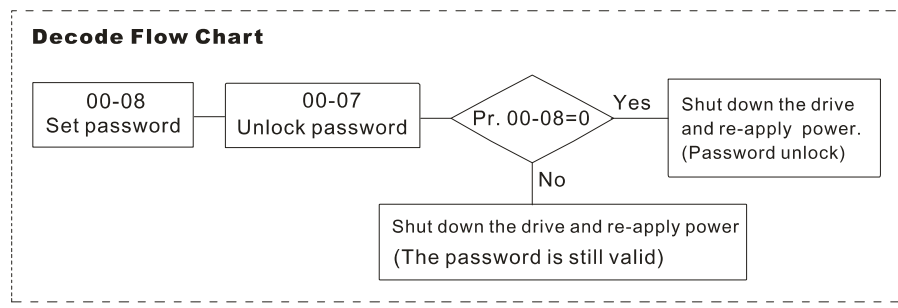 Decode Flow Chart
00-08
Set password
00-07
Unlock password
Pr. 00-08=0
Yes
Shut down the drive
and re-apply power.
(Password unlock)
No
Shut down the drive and re-apply power
(The password is still valid)